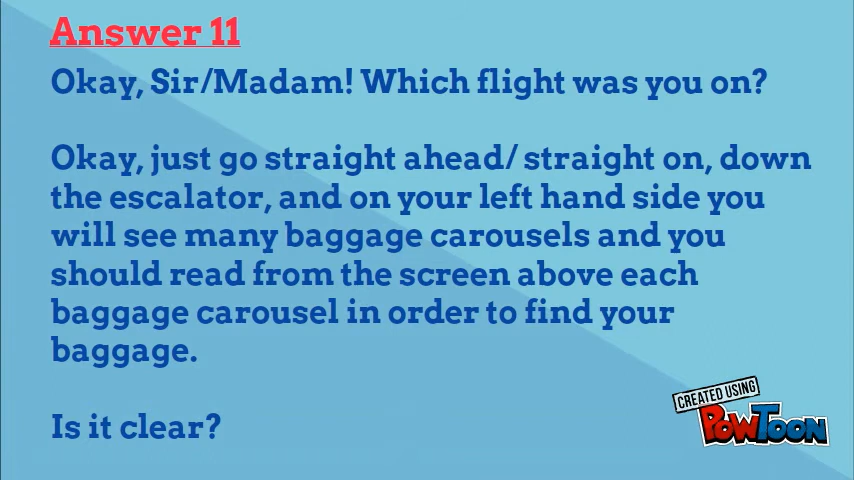 Answer 11
Okay, Sir/Madam! Which flight was you on?
Okay, just go straight ahead/ straight on, down
the escalator, and on your left hand side you
will see many baggage carousels and you
should read from the screen above each
baggage carousel in order to find your
baggage.
Is it clear?
CREATED USING
POWTOON